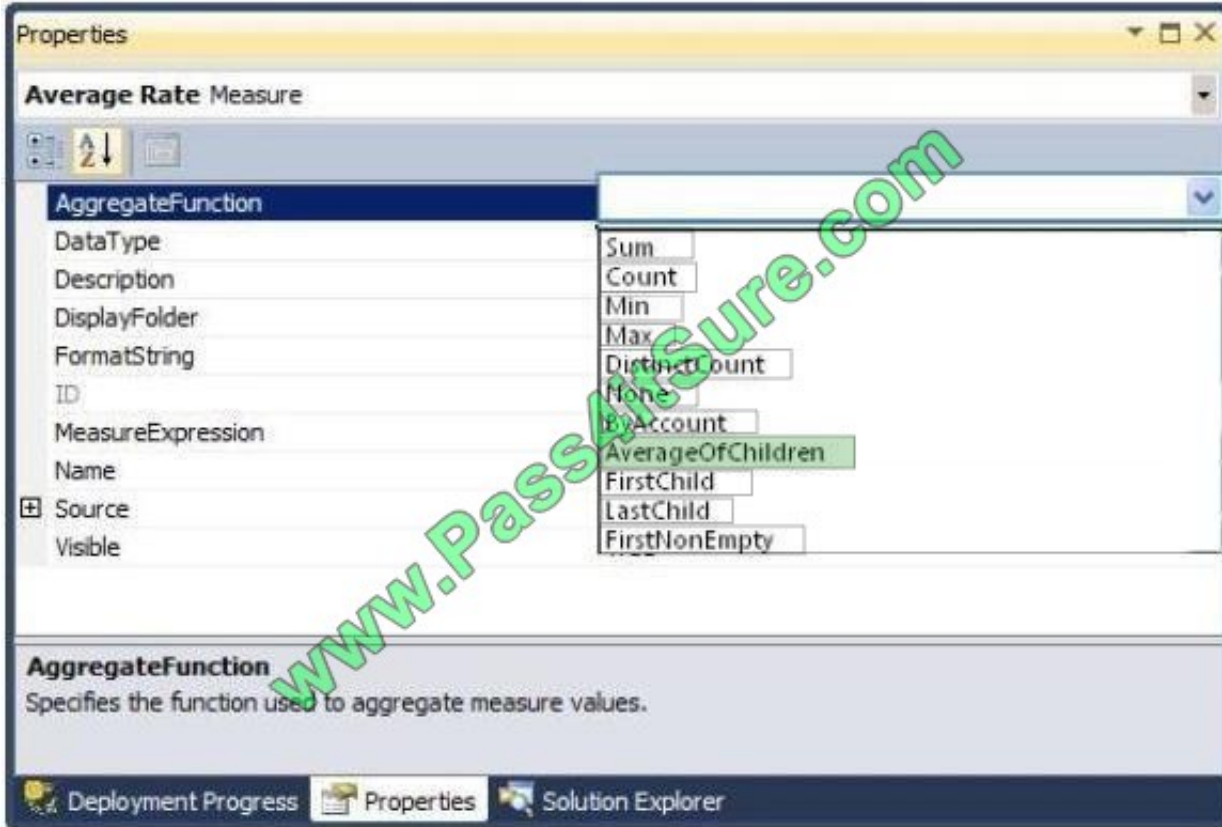 Properties
Average Rate Measure
AggregateFunction
DataType
Description
DisplayFolder
FormatString
ID
MeasureExpression
Name
Source
Visible
Sum
Count
Min
Max
DistinctCount
None
ByAccount
AverageOfChildren
FirstChild
LastChild
FirstNonEmpty
www.Pass4itSure.com
AggregateFunction
Specifies the function used to aggregate measure values.
Deployment Progress Properties Solution Explorer